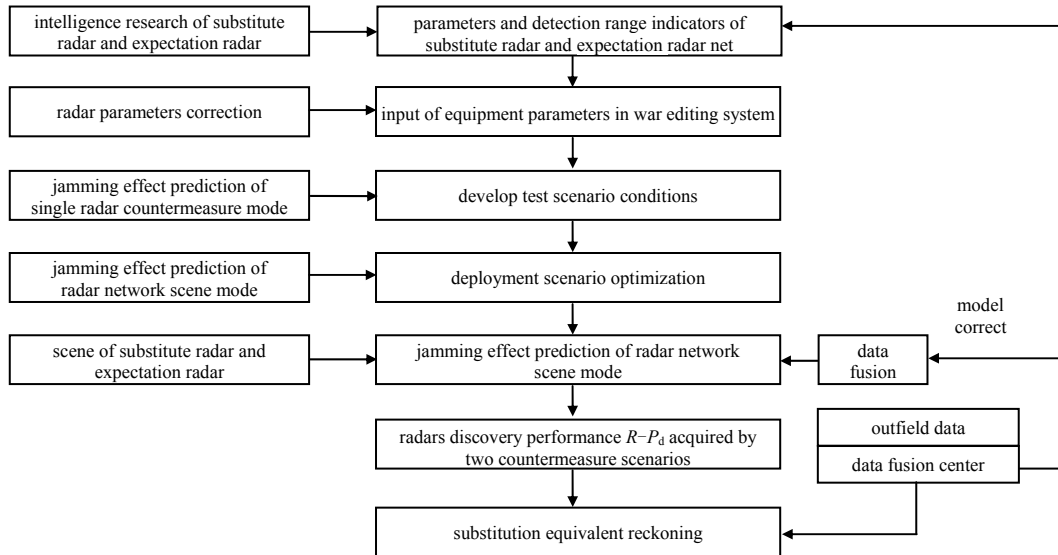 intelligence research of substitute
radar and expectation radar
parameters and detection range indicators of
substitute radar and expectation radar net
radar parameters correction
input of equipment parameters in war editing system
jamming effect prediction of
single radar countermeasure mode
develop test scenario conditions
jamming effect prediction of
radar network scene mode
deployment scenario optimization
model
correct
scene of substitute radar and
expectation radar
jamming effect prediction of radar network
scene mode
data
fusion
radars discovery performance R−Pd acquired by
two countermeasure scenarios
outfield data
data fusion center
substitution equivalent reckoning